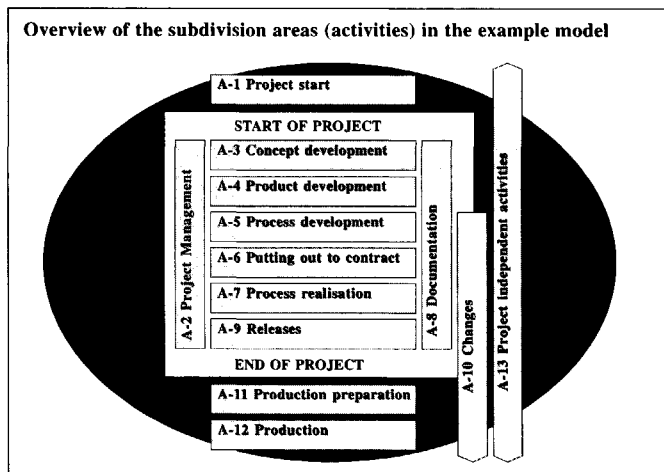 Overview of the subdivision areas (activities) in the example model
A-1 Project start
START OF PROJECT
A-2 Project Management
A-3 Concept development
A-4 Product development
A-5 Process development
A-6 Putting out to contract
A-7 Process realisation
A-9 Releases
A-8 Documentation
A-10 Changes
A-13 Project independent activities
END OF PROJECT
A-11 Production preparation
A-12 Production